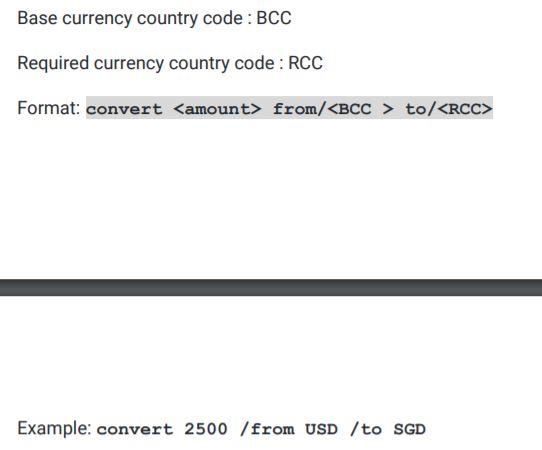 Base currency country code : BCC
Required currency country code : RCC
Format: convert <amount> from/<BCC > to/<RCC>
Example: convert 2500 /from USD /to SGD